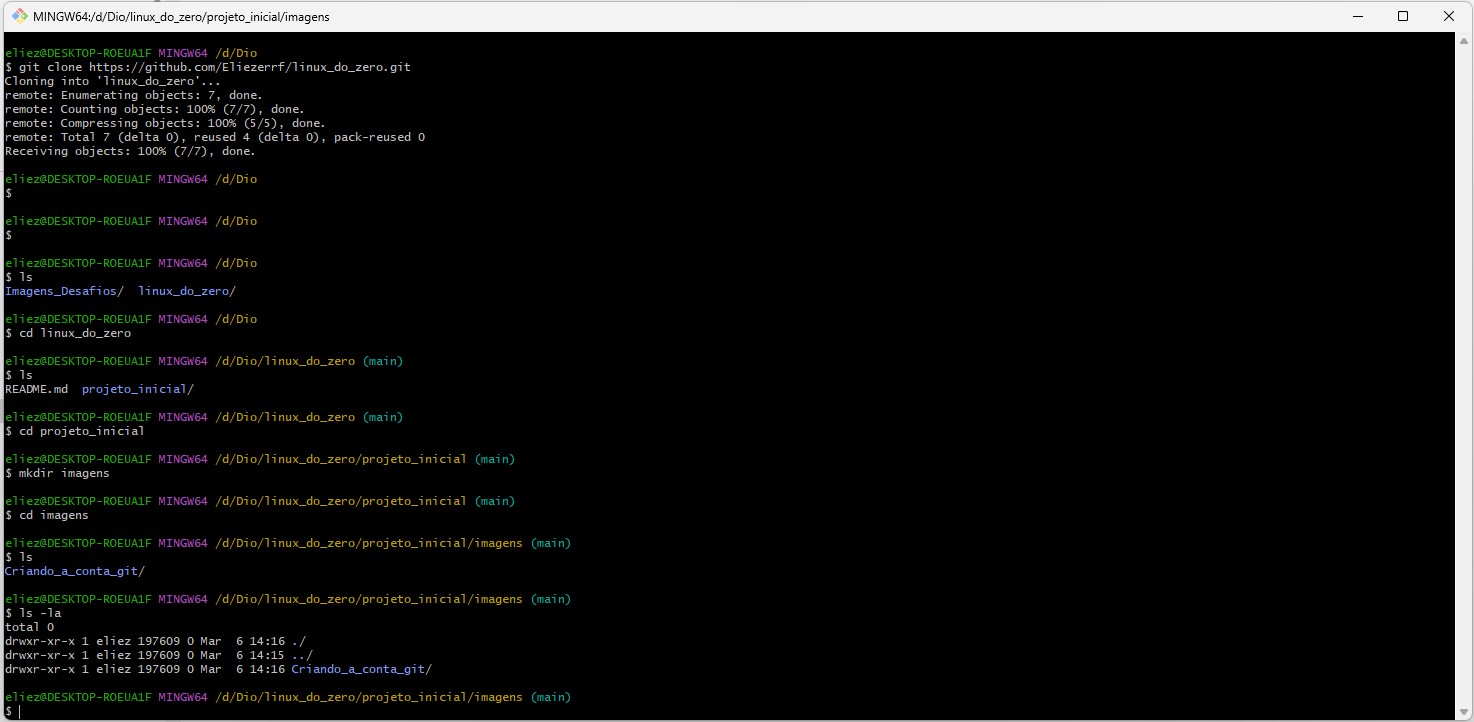 MINGW64:/d/Dio/linux_do_zero/projeto_inicial/imagens
eliez@DESKTOP-ROEUA1F MINGW64 /d/Dio
$ git clone https://github.com/Eliezerrf/linux_do_zero.git
Cloning into 'linux_do_zero'...
remote: Enumerating objects: 7, done.
remote: Counting objects: 100% (7/7), done.
remote: Compressing objects: 100% (5/5), done.
remote: Total 7 (delta 0), reused 4 (delta 0), pack-reused 0
Receiving objects: 100% (7/7), done.
eliez@DESKTOP-ROEUA1F MINGW64 /d/Dio
$
eliez@DESKTOP-ROEUA1F MINGW64 /d/Dio
$
eliez@DESKTOP-ROEUA1F MINGW64 /d/Dio
$ ls
Imagens_Desafios/  linux_do_zero/
eliez@DESKTOP-ROEUA1F MINGW64 /d/Dio
$ cd linux_do_zero
eliez@DESKTOP-ROEUA1F MINGW64 /d/Dio/linux_do_zero (main)
$ ls
README.md  projeto_inicial/
eliez@DESKTOP-ROEUA1F MINGW64 /d/Dio/linux_do_zero (main)
$ cd projeto_inicial
eliez@DESKTOP-ROEUA1F MINGW64 /d/Dio/linux_do_zero/projeto_inicial (main)
$ mkdir imagens
eliez@DESKTOP-ROEUA1F MINGW64 /d/Dio/linux_do_zero/projeto_inicial (main)
$ cd imagens
eliez@DESKTOP-ROEUA1F MINGW64 /d/Dio/linux_do_zero/projeto_inicial/imagens (main)
$ ls
Criando_a_conta_git/
eliez@DESKTOP-ROEUA1F MINGW64 /d/Dio/linux_do_zero/projeto_inicial/imagens (main)
$ ls -la
total 0
drwxr-xr-x 1 eliez 197609 0 Mar  6 14:16 ./
drwxr-xr-x 1 eliez 197609 0 Mar  6 14:15 ../
drwxr-xr-x 1 eliez 197609 0 Mar  6 14:16 Criando_a_conta_git/
eliez@DESKTOP-ROEUA1F MINGW64 /d/Dio/linux_do_zero/projeto_inicial/imagens (main)
$